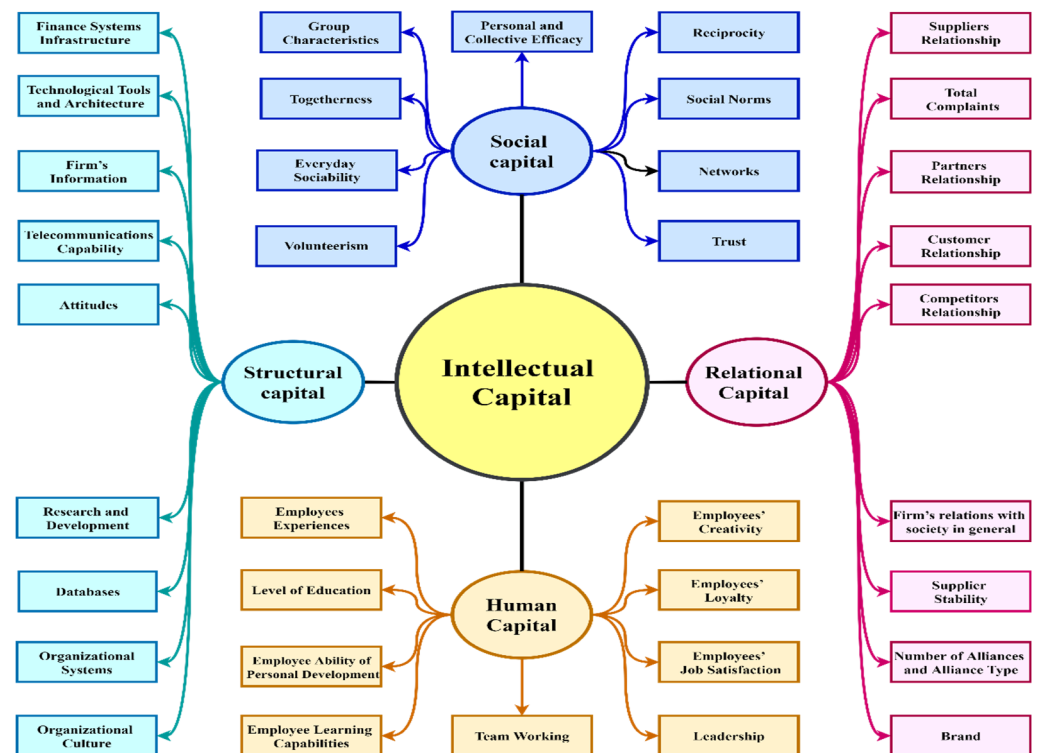 Finance Systems
Infrastructure
Technological Tools
and Architecture
Firm's
Information
Telecommunications
Capability
Attitudes
Structural
capital
Research and
Development
Databases
Organizational
Systems
Organizational
Culture
Group
Characteristics
Togetherness
Everyday
Sociability
Volunteerism
Personal and
Collective Efficacy
Social
capital
Reciprocity
Social Norms
Networks
Trust
Intellectual
Capital
Employees
Experiences
Level of Education
Employee Ability of
Personal Development
Employee Learning
Capabilities
Human
Capital
Team Working
Employees'
Creativity
Employees'
Loyalty
Employees'
Job Satisfaction
Leadership
Suppliers
Relationship
Total
Complaints
Partners
Relationship
Customer
Relationship
Competitors
Relationship
Relational
Capital
Firm's relations with
society in general
Supplier
Stability
Number of Alliances
and Alliance Type
Brand